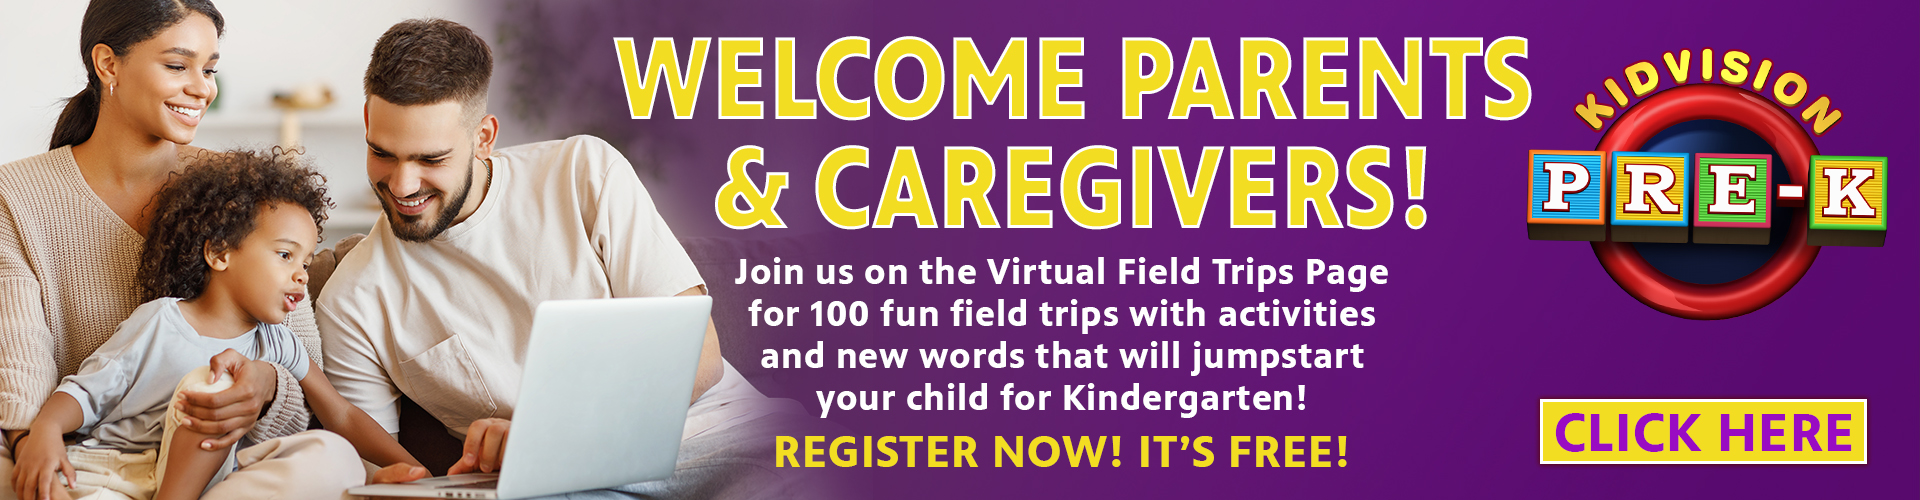 WELCOME PARENTS
& CAREGIVERS!
Join us on the Virtual Field Trips Page
for 100 fun field trips with activities
and new words that will jumpstart
your child for Kindergarten!
REGISTER NOW! IT’S FREE!
KIDVISION
PRE-K
CLICK HERE